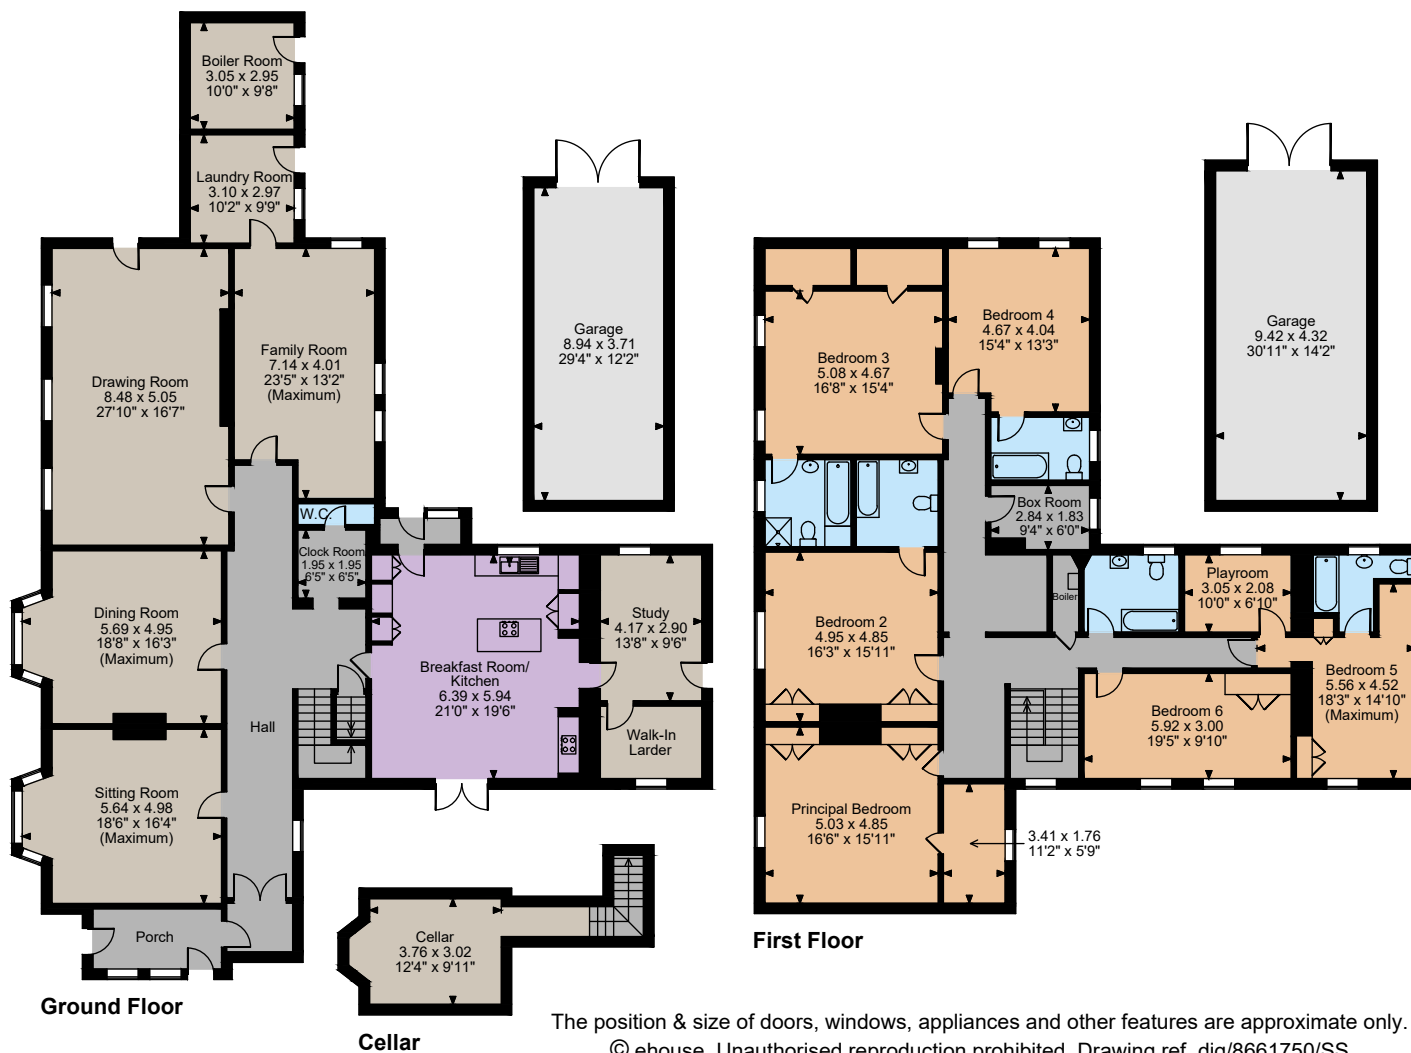 Boiler Room
3.05 x 2.95
10'0" x 9'8"
Laundry Room
3.10 x 2.97
10'2" x 9'9"
Drawing Room
8.48 x 5.05
27'10" x 16'7"
Family Room
7.14 x 4.01
23'5" x 13'2"
(Maximum)
W.C.
Clock Room
1.95 x 1.95
6'5" x 6'5"
Dining Room
5.69 x 4.95
18'8" x 16'3"
(Maximum)
Breakfast Room/
Kitchen
6.39 x 5.94
21'0" x 19'6"
Study
4.17 x 2.90
13'8" x 9'6"
Walk-In
Larder
Hall
Sitting Room
5.64 x 4.98
18'6" x 16'4"
(Maximum)
Porch
Ground Floor
Garage
8.94 x 3.71
29'4" x 12'2"
Cellar
3.76 x 3.02
12'4" x 9'11"
Cellar
Bedroom 3
5.08 x 4.67
16'8" x 15'4"
Bedroom 4
4.67 x 4.04
15'4" x 13'3"
Box Room
2.84 x 1.83
9'4" x 6'0"
Boiler
Playroom
3.05 x 2.08
10'0" x 6'10"
Bedroom 2
4.95 x 4.85
16'3" x 15'11"
Bedroom 5
5.56 x 4.52
18'3" x 14'10"
(Maximum)
Bedroom 6
5.92 x 3.00
19'5" x 9'10"
Principal Bedroom
5.03 x 4.85
16'6" x 15'11"
3.41 x 1.76
11'2" x 5'9"
First Floor
Garage
9.42 x 4.32
30'11" x 14'2"
The position & size of doors, windows, appliances and other features are approximate only.
© ehouse. Unauthorised reproduction prohibited. Drawing ref. dig/8661750/SS